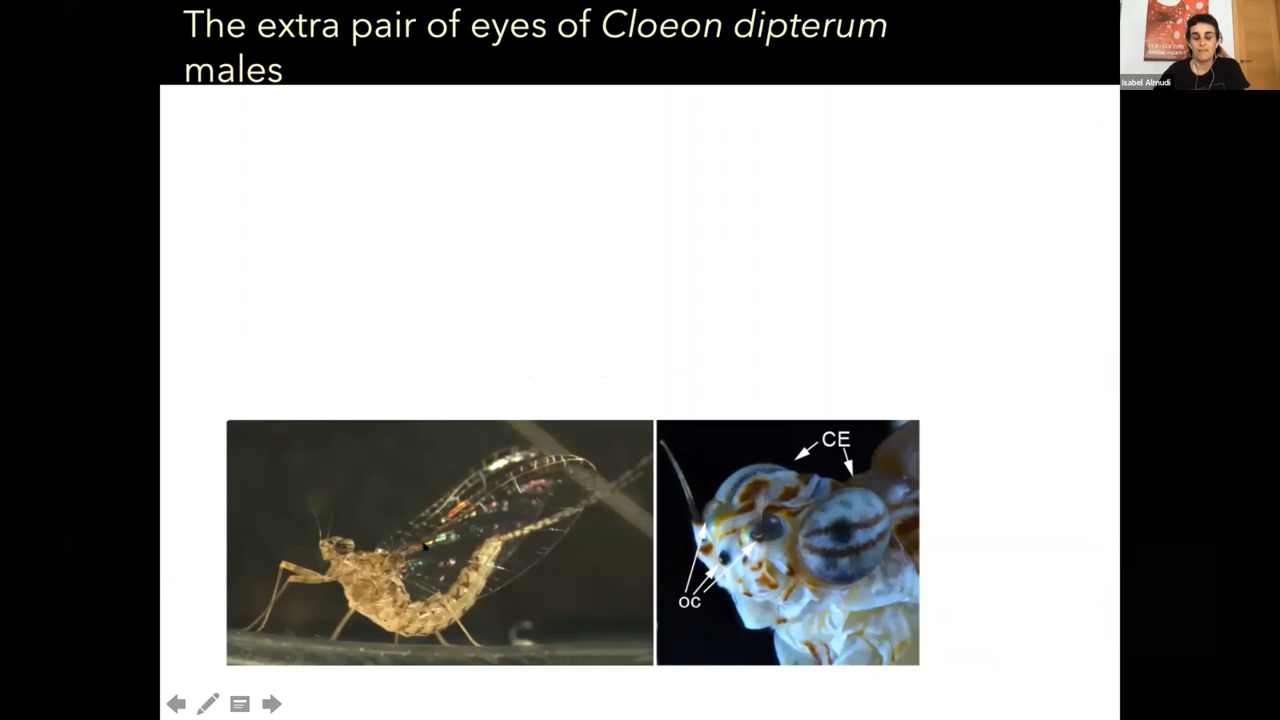 The extra pair of eyes of Cloeon dipterum
males
Isabel Almudi
CE
oc